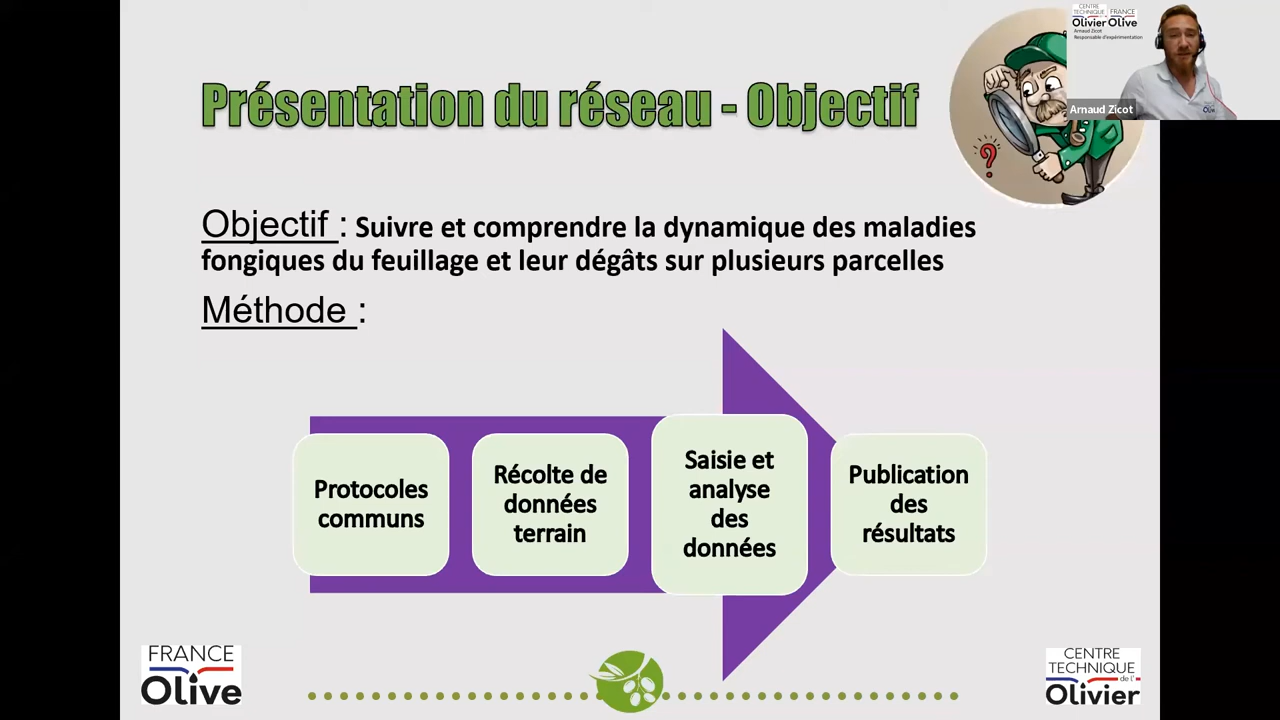 Présentation du réseau - Objectif
CENTRE
TECHNIQUE
FRANCE
Olivier Olive
Arnaud Zicot
Responsable d'expérimentation
Arnaud Zicot
?
Objectif : Suivre et comprendre la dynamique des maladies
fongiques du feuillage et leur dégâts sur plusieurs parcelles
Méthode :
Protocoles
communs
Récolte de
données
terrain
Saisie et
analyse
des
données
Publication
des
résultats
FRANCE
Olive
CENTRE
TECHNIQUE
de l'
Olivier